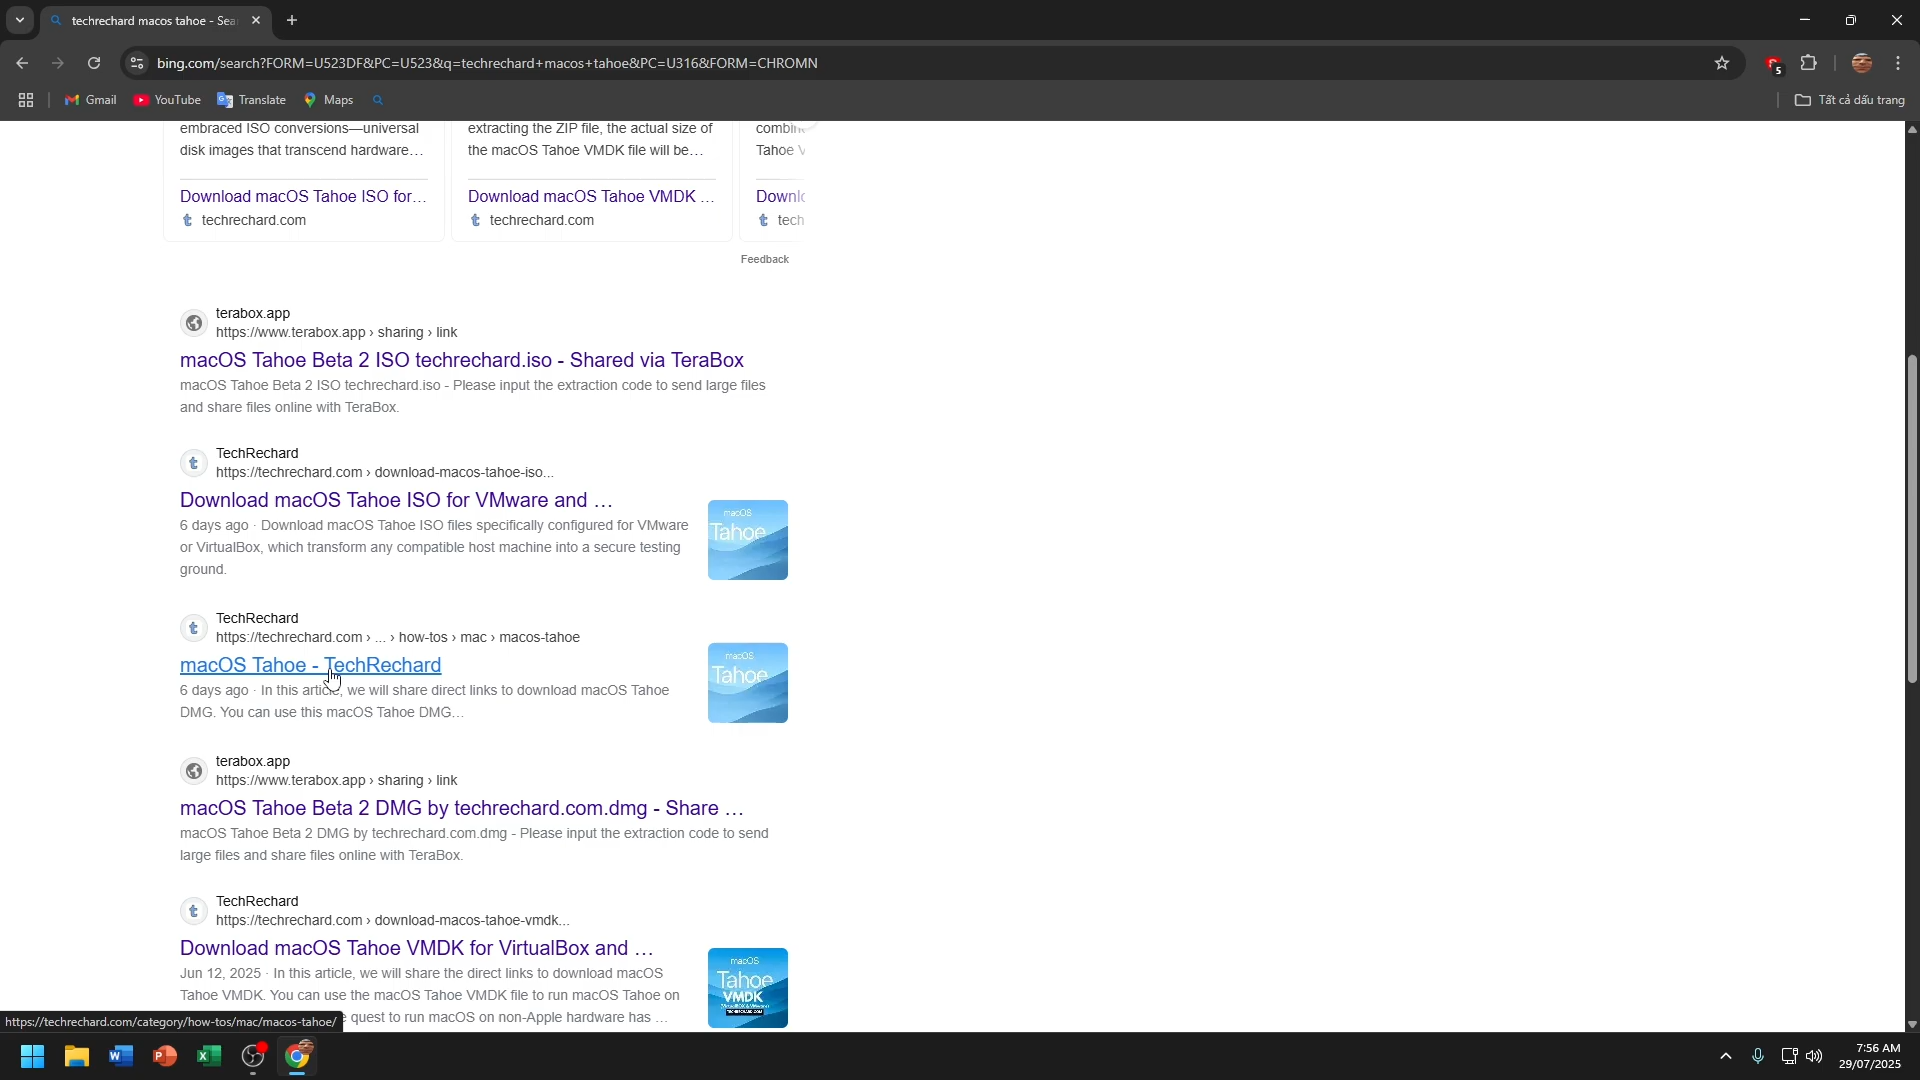 techrechard macos tahoe - Sea
bing.com/search?FORM=U523DF&PC=U523&q=techrechard+macos+tahoe&PC=U316&FORM=CHROMN
5
Gmail
YouTube
Translate
Maps
Tất cả dấu trang
embraced ISO conversions—universal
disk images that transcend hardware...
Download macOS Tahoe ISO for...
techrechard.com
extracting the ZIP file, the actual size of
the macOS Tahoe VMDK file will be...
Download macOS Tahoe VMDK ...
techrechard.com
combin
Tahoe V
Downlo
tech
Feedback
terabox.app
https://www.terabox.app › sharing › link
macOS Tahoe Beta 2 ISO techrechard.iso - Shared via TeraBox
macOS Tahoe Beta 2 ISO techrechard.iso - Please input the extraction code to send large files
and share files online with TeraBox.
TechRechard
https://techrechard.com › download-macos-tahoe-iso...
Download macOS Tahoe ISO for VMware and ...
6 days ago · Download macOS Tahoe ISO files specifically configured for VMware
or VirtualBox, which transform any compatible host machine into a secure testing
ground.
macOS
Tahoe
TechRechard
https://techrechard.com › ... › how-tos › mac › macos-tahoe
macOS Tahoe - TechRechard
6 days ago · In this article, we will share direct links to download macOS Tahoe
DMG. You can use this macOS Tahoe DMG...
macOS
Tahoe
terabox.app
https://www.terabox.app › sharing › link
macOS Tahoe Beta 2 DMG by techrechard.com.dmg - Share ...
macOS Tahoe Beta 2 DMG by techrechard.com.dmg - Please input the extraction code to send
large files and share files online with TeraBox.
TechRechard
https://techrechard.com › download-macos-tahoe-vmdk...
Download macOS Tahoe VMDK for VirtualBox and ...
Jun 12, 2025 · In this article, we will share the direct links to download macOS
Tahoe VMDK. You can use the macOS Tahoe VMDK file to run macOS Tahoe on
quest to run macOS on non-Apple hardware has ...
macOS
Tahoe
VMDK
TECHRECHARD.COM
https://techrechard.com/category/how-tos/mac/macos-tahoe/
7:56 AM
29/07/2025